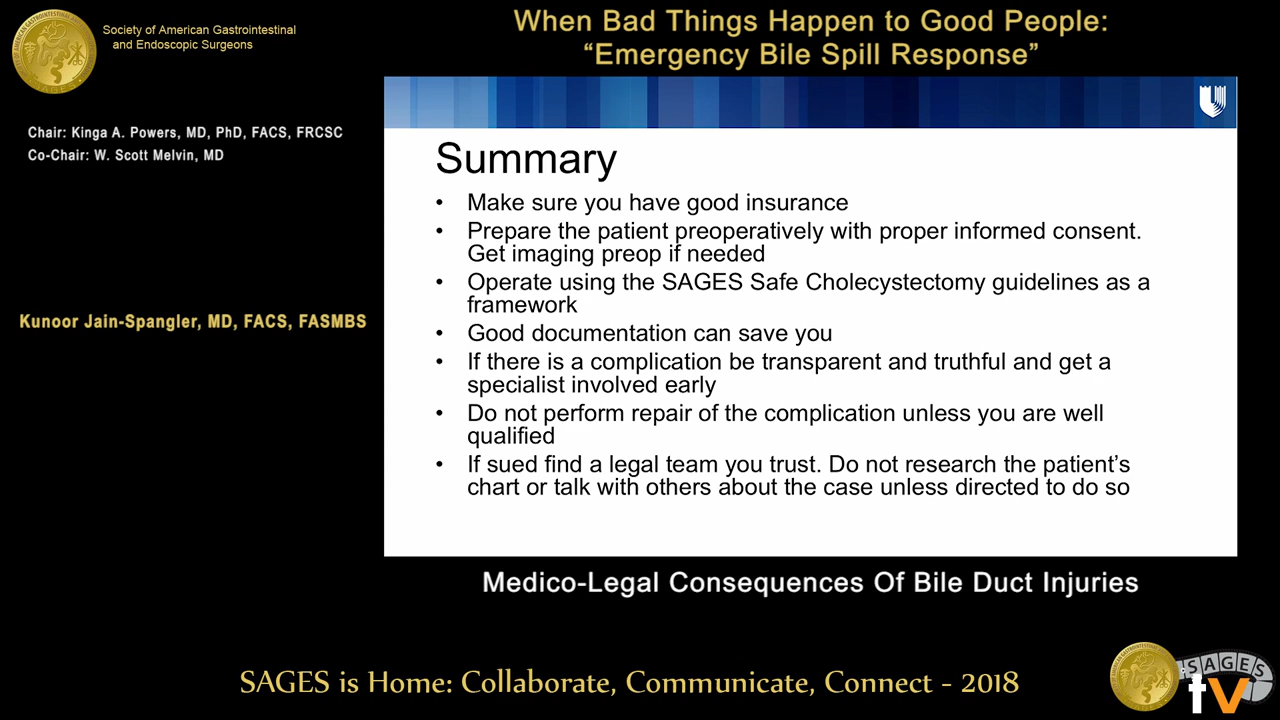 Society of American Gastrointestinal
and Endoscopic Surgeons
When Bad Things Happen to Good People:
“Emergency Bile Spill Response”
Chair: Kinga A. Powers, MD, PhD, FACS, FRCSC
Co-Chair: W. Scott Melvin, MD
Kunoor Jain-Spangler, MD, FACS, FASMBS
Summary
• Make sure you have good insurance
• Prepare the patient preoperatively with proper informed consent.
Get imaging preop if needed
• Operate using the SAGES Safe Cholecystectomy guidelines as a
framework
• Good documentation can save you
• If there is a complication be transparent and truthful and get a
specialist involved early
• Do not perform repair of the complication unless you are well
qualified
• If sued find a legal team you trust. Do not research the patient’s
chart or talk with others about the case unless directed to do so
Medico-Legal Consequences Of Bile Duct Injuries
SAGES is Home: Collaborate, Communicate, Connect - 2018
SAGES
tv